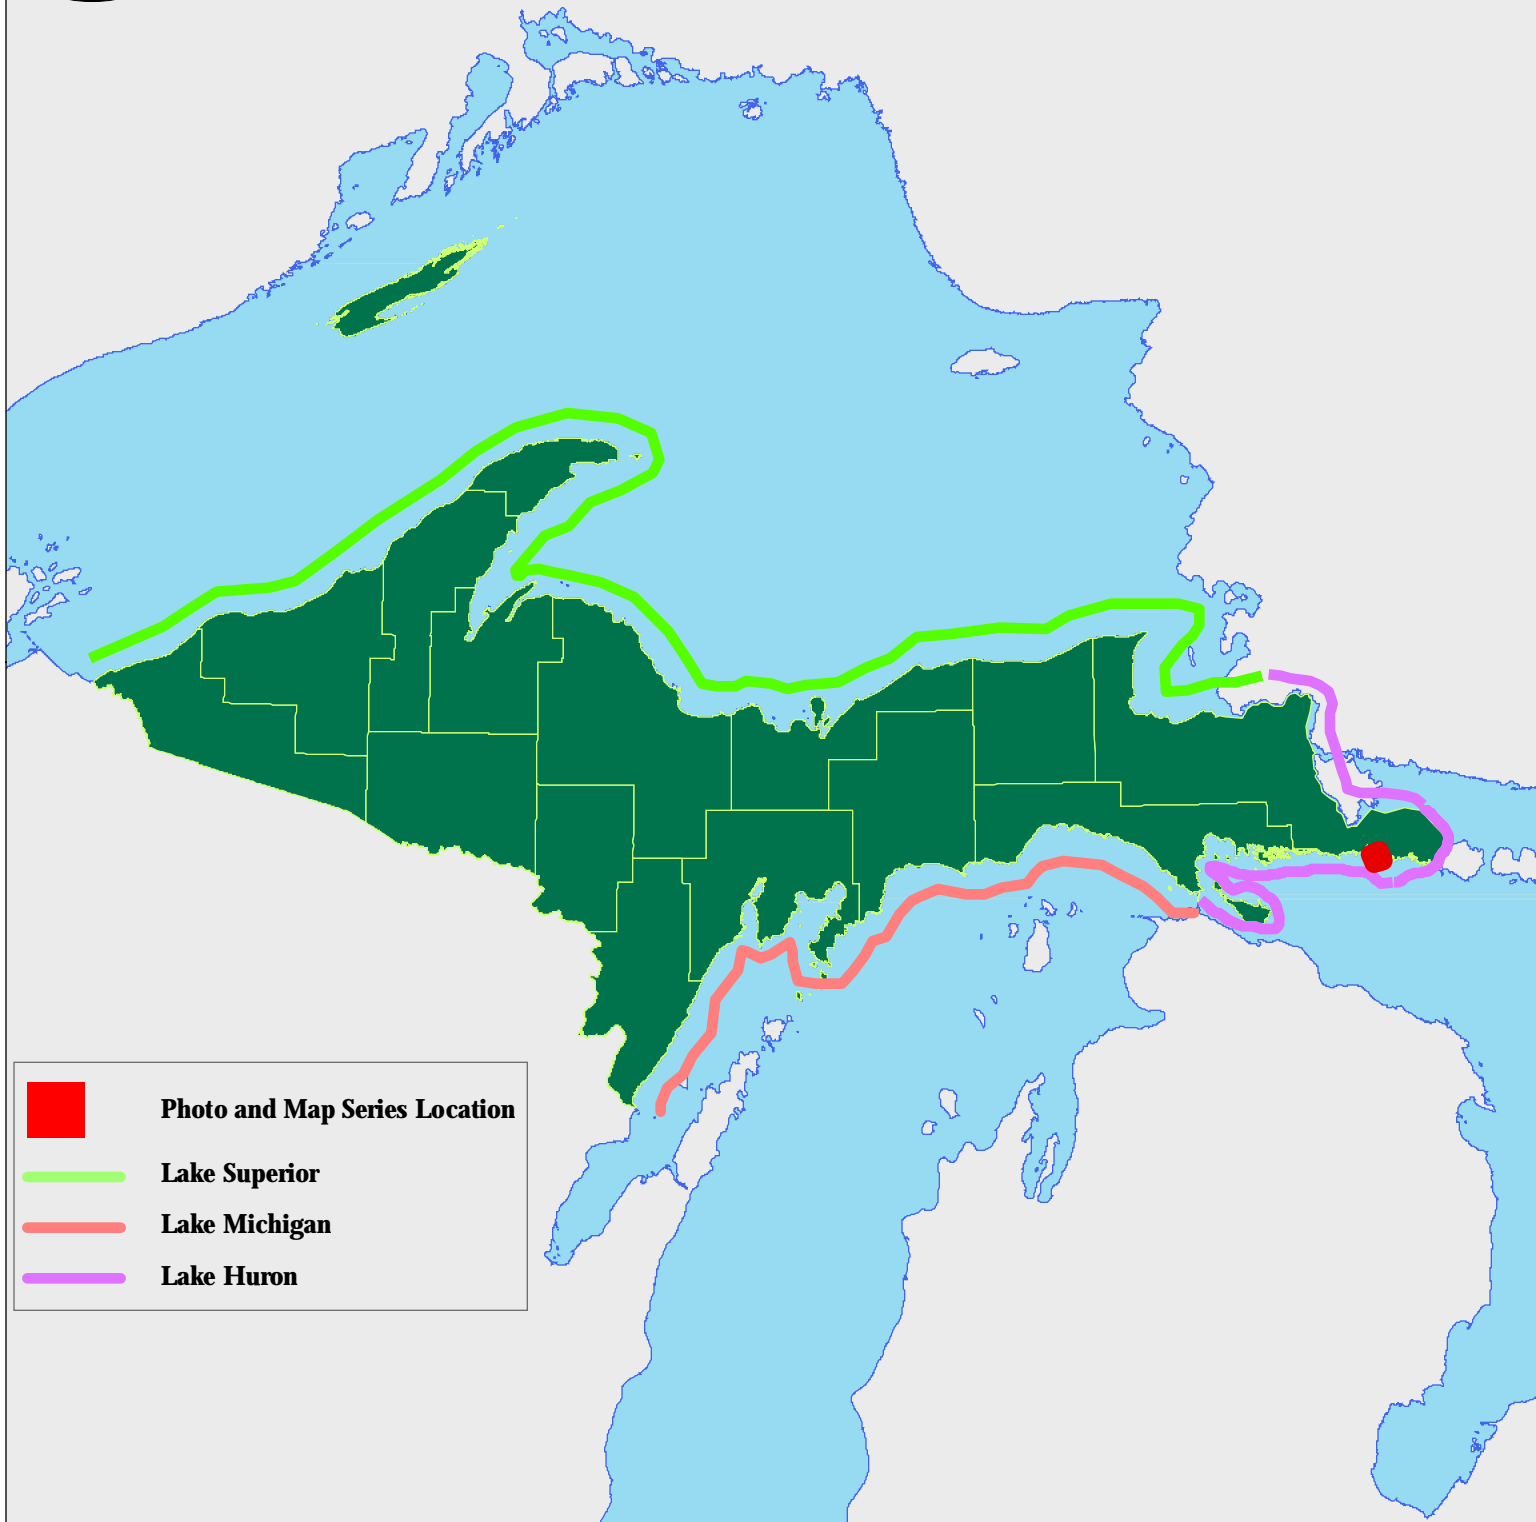 Photo and Map Series Location
Lake Superior
Lake Michigan
Lake Huron